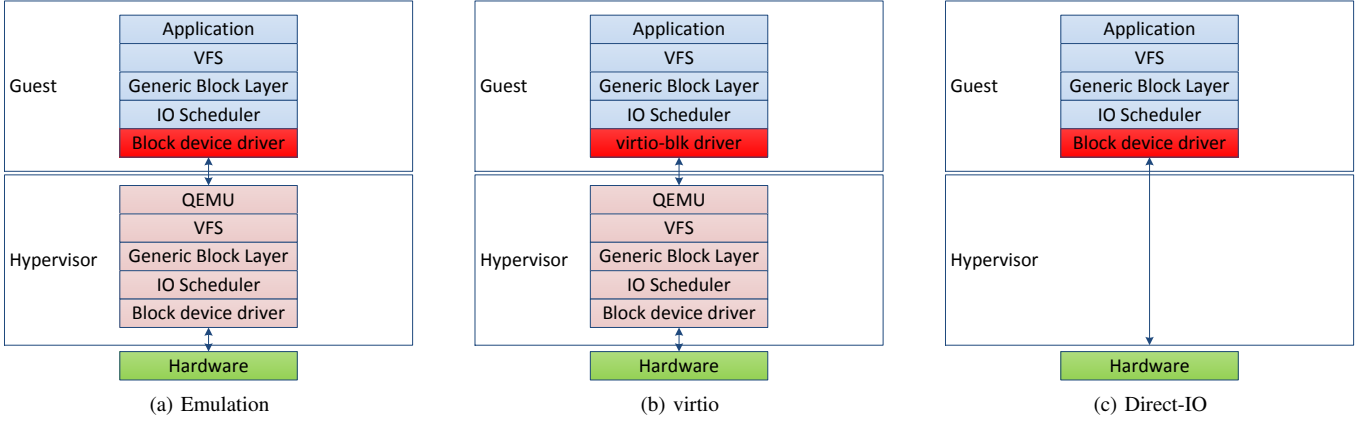 Guest
Application
VFS
Generic Block Layer
IO Scheduler
Block device driver
Hypervisor
QEMU
VFS
Generic Block Layer
IO Scheduler
Block device driver
Hardware
(a) Emulation
Guest
Application
VFS
Generic Block Layer
IO Scheduler
virtio-blk driver
Hypervisor
QEMU
VFS
Generic Block Layer
IO Scheduler
Block device driver
Hardware
(b) virtio
Guest
Application
VFS
Generic Block Layer
IO Scheduler
Block device driver
Hypervisor
Hardware
(c) Direct-IO